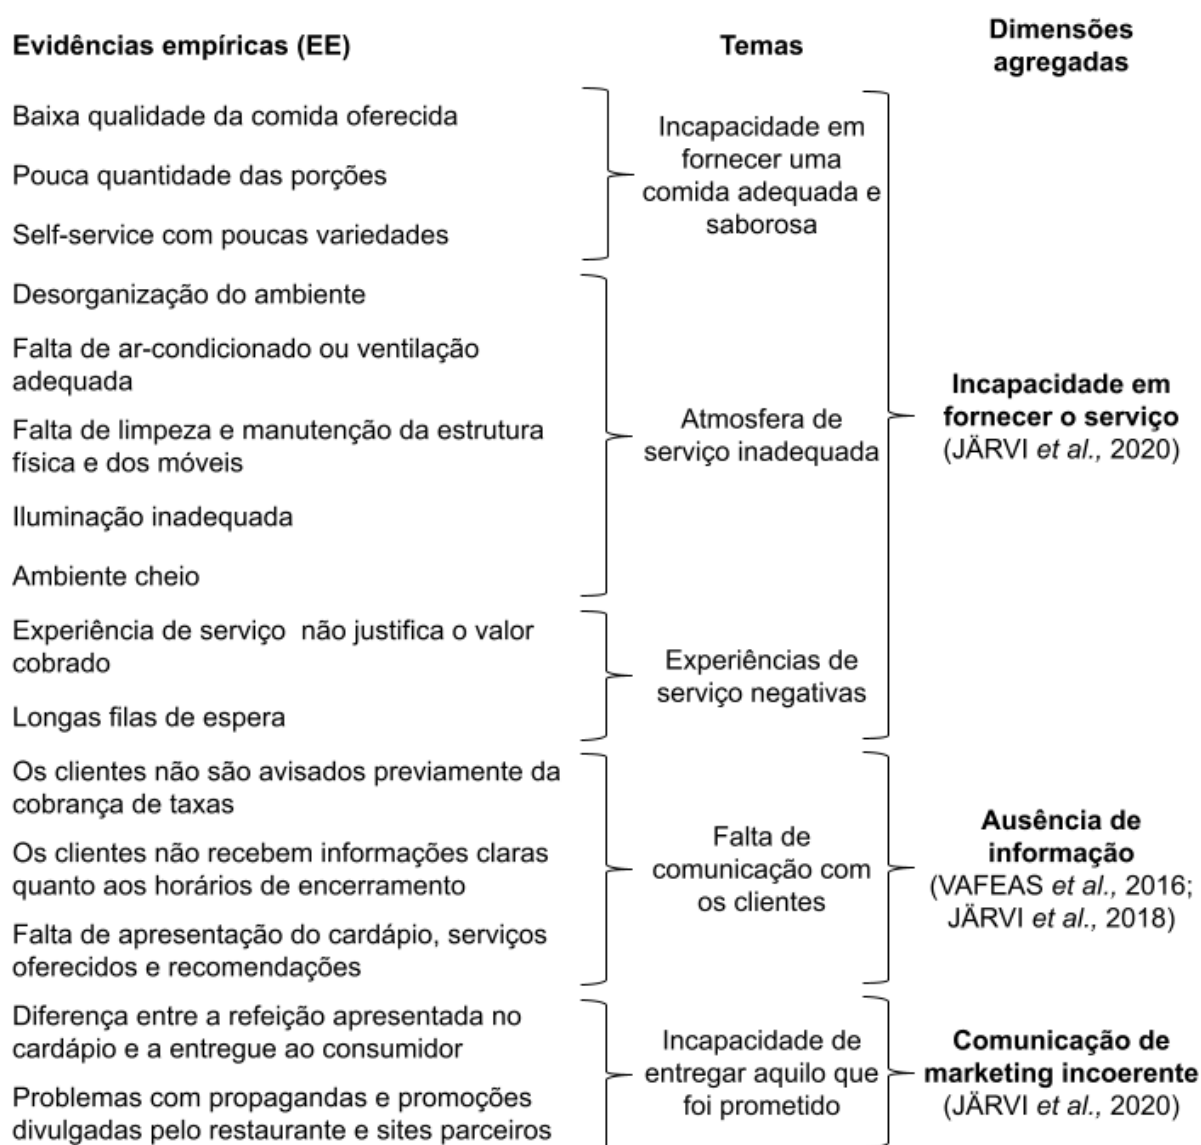 Evidências empíricas (EE)
Temas
Dimensões
agregadas
Baixa qualidade da comida oferecida
Pouca quantidade das porções
Self-service com poucas variedades
Incapacidade em
fornecer uma
comida adequada e
saborosa
Desorganização do ambiente
Falta de ar-condicionado ou ventilação
adequada
Falta de limpeza e manutenção da estrutura
física e dos móveis
Iluminação inadequada
Ambiente cheio
Atmosfera de
serviço inadequada
Experiência de serviço  não justifica o valor
cobrado
Longas filas de espera
Experiências de
serviço negativas
Incapacidade em
fornecer o serviço
(JÄRVI et al., 2020)
Os clientes não são avisados previamente da
cobrança de taxas
Os clientes não recebem informações claras
quanto aos horários de encerramento
Falta de apresentação do cardápio, serviços
oferecidos e recomendações
Falta de
comunicação com
os clientes
Ausência de
informação
(VAFEAS et al., 2016;
JÄRVI et al., 2018)
Diferença entre a refeição apresentada no
cardápio e a entregue ao consumidor
Problemas com propagandas e promoções
divulgadas pelo restaurante e sites parceiros
Incapacidade de
entregar aquilo que
foi prometido
Comunicação de
marketing incoerente
(JÄRVI et al., 2020)